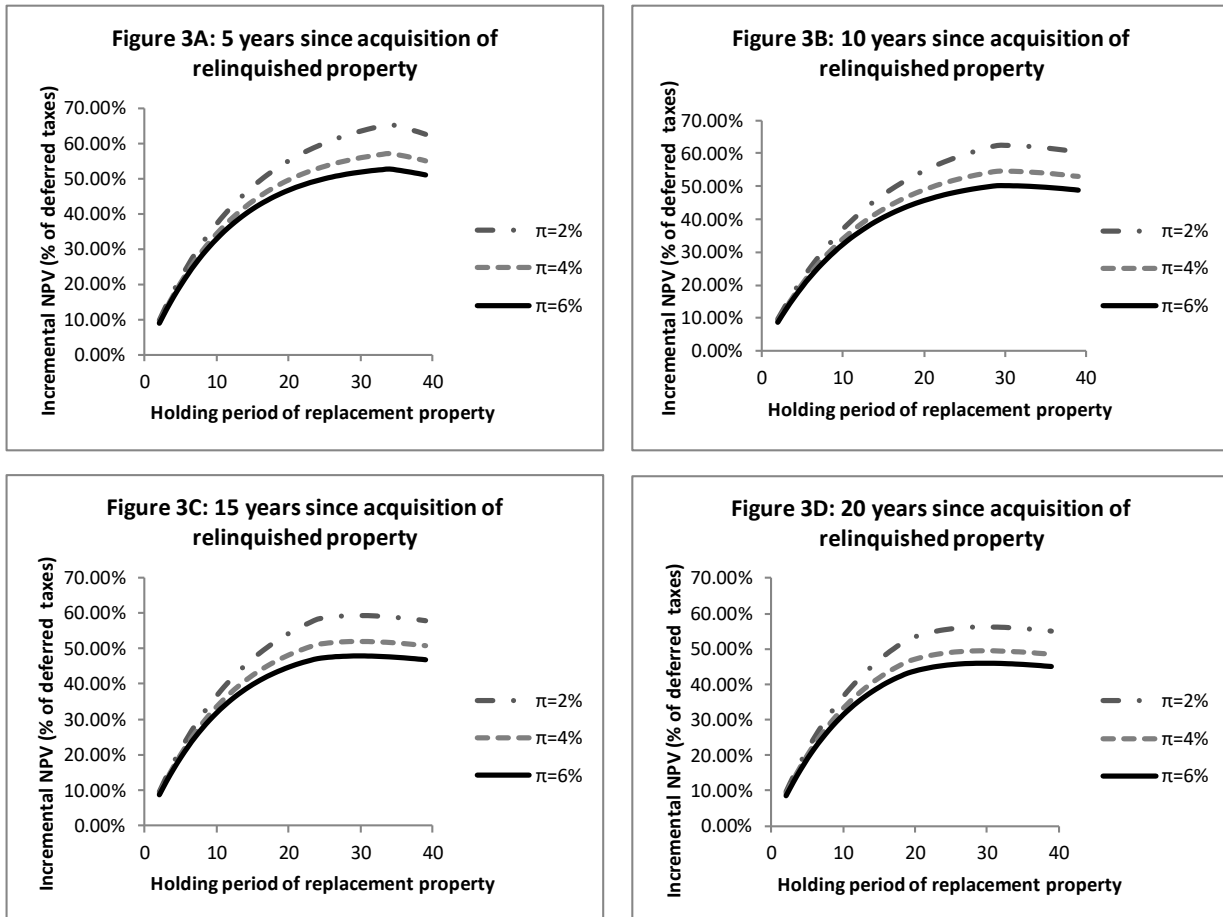 Figure 3A: 5 years since acquisition of
relinquished property
Incremental NPV (% of deferred taxes)
70.00%
60.00%
50.00%
40.00%
30.00%
20.00%
10.00%
0.00%
0 10 20 30 40
Holding period of replacement property
π=2%
π=4%
π=6%
Figure 3B: 10 years since acquisition of
relinquished property
Incremental NPV (% of deferred taxes)
70.00%
60.00%
50.00%
40.00%
30.00%
20.00%
10.00%
0.00%
0 10 20 30 40
Holding period of replacement property
π=2%
π=4%
π=6%
Figure 3C: 15 years since acquisition of
relinquished property
Incremental NPV (% of deferred taxes)
70.00%
60.00%
50.00%
40.00%
30.00%
20.00%
10.00%
0.00%
0 10 20 30 40
Holding period of replacement property
π=2%
π=4%
π=6%
Figure 3D: 20 years since acquisition of
relinquished property
Incremental NPV (% of deferred taxes)
70.00%
60.00%
50.00%
40.00%
30.00%
20.00%
10.00%
0.00%
0 10 20 30 40
Holding period of replacement property
π=2%
π=4%
π=6%